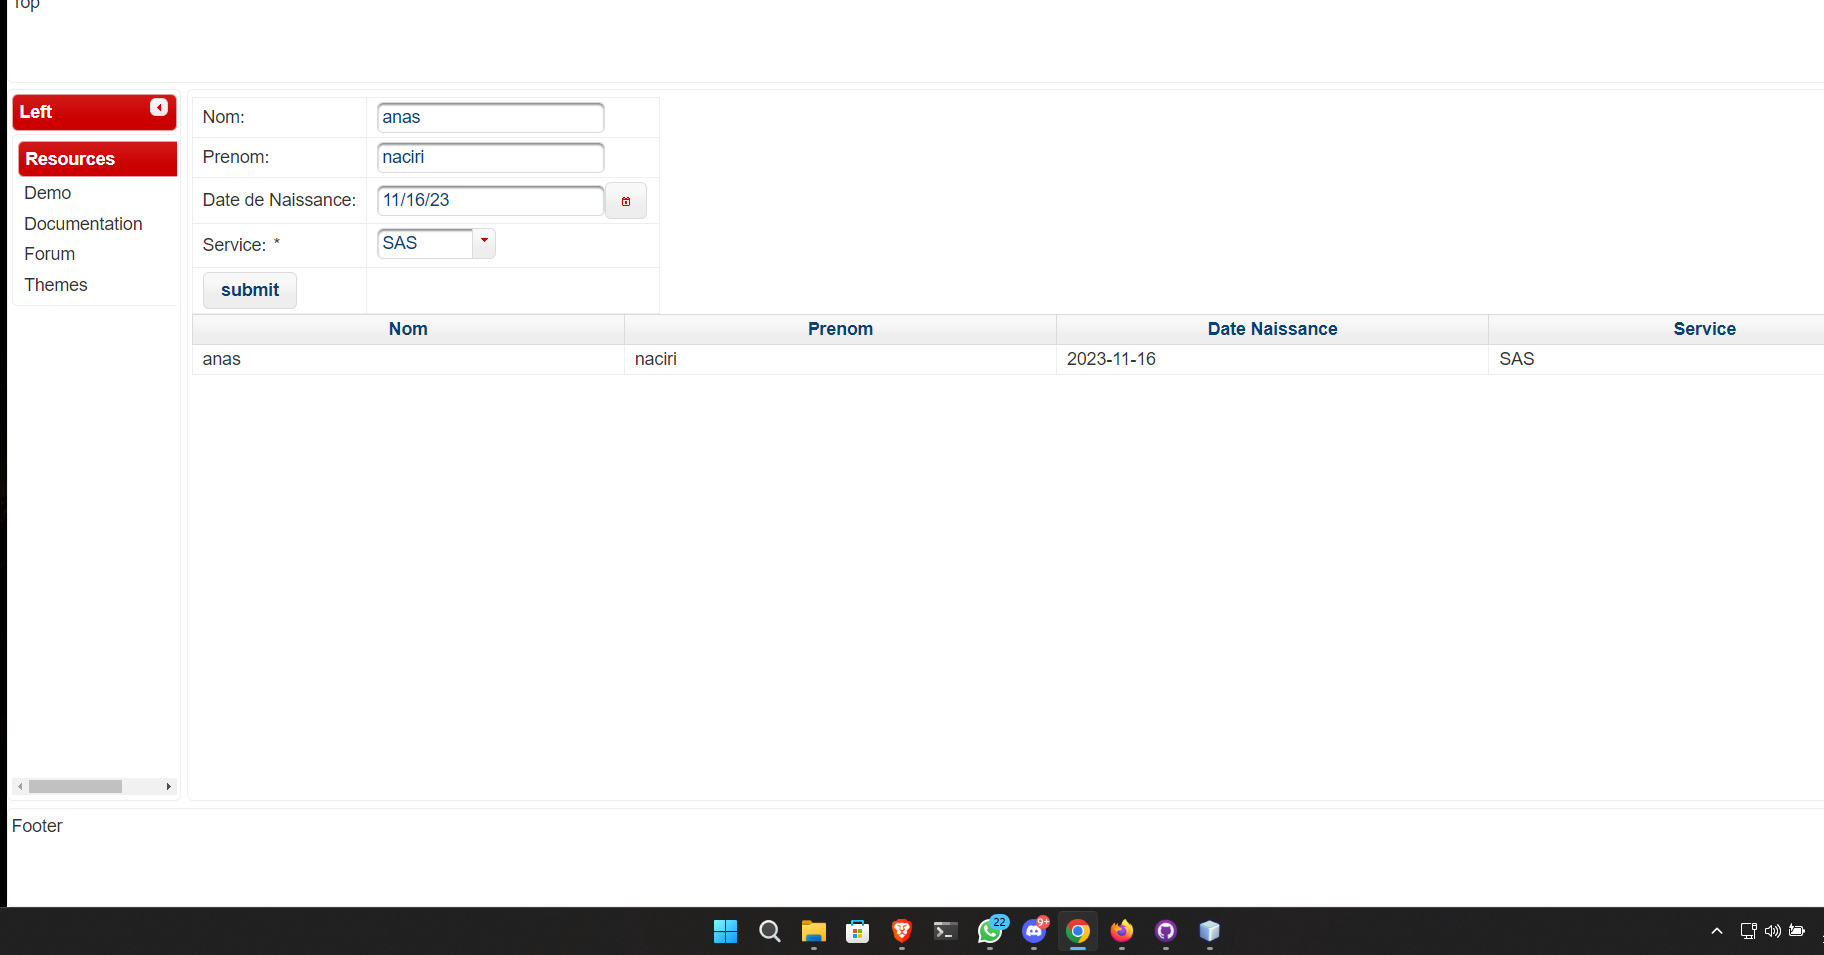 Top
Left
Resources
Demo
Documentation
Forum
Themes
Nom: anas
Prenom: naciri
Date de Naissance: 11/16/23
Service: * SAS
submit
Nom Prenom Date Naissance Service
anas naciri 2023-11-16 SAS
Footer
22 9+